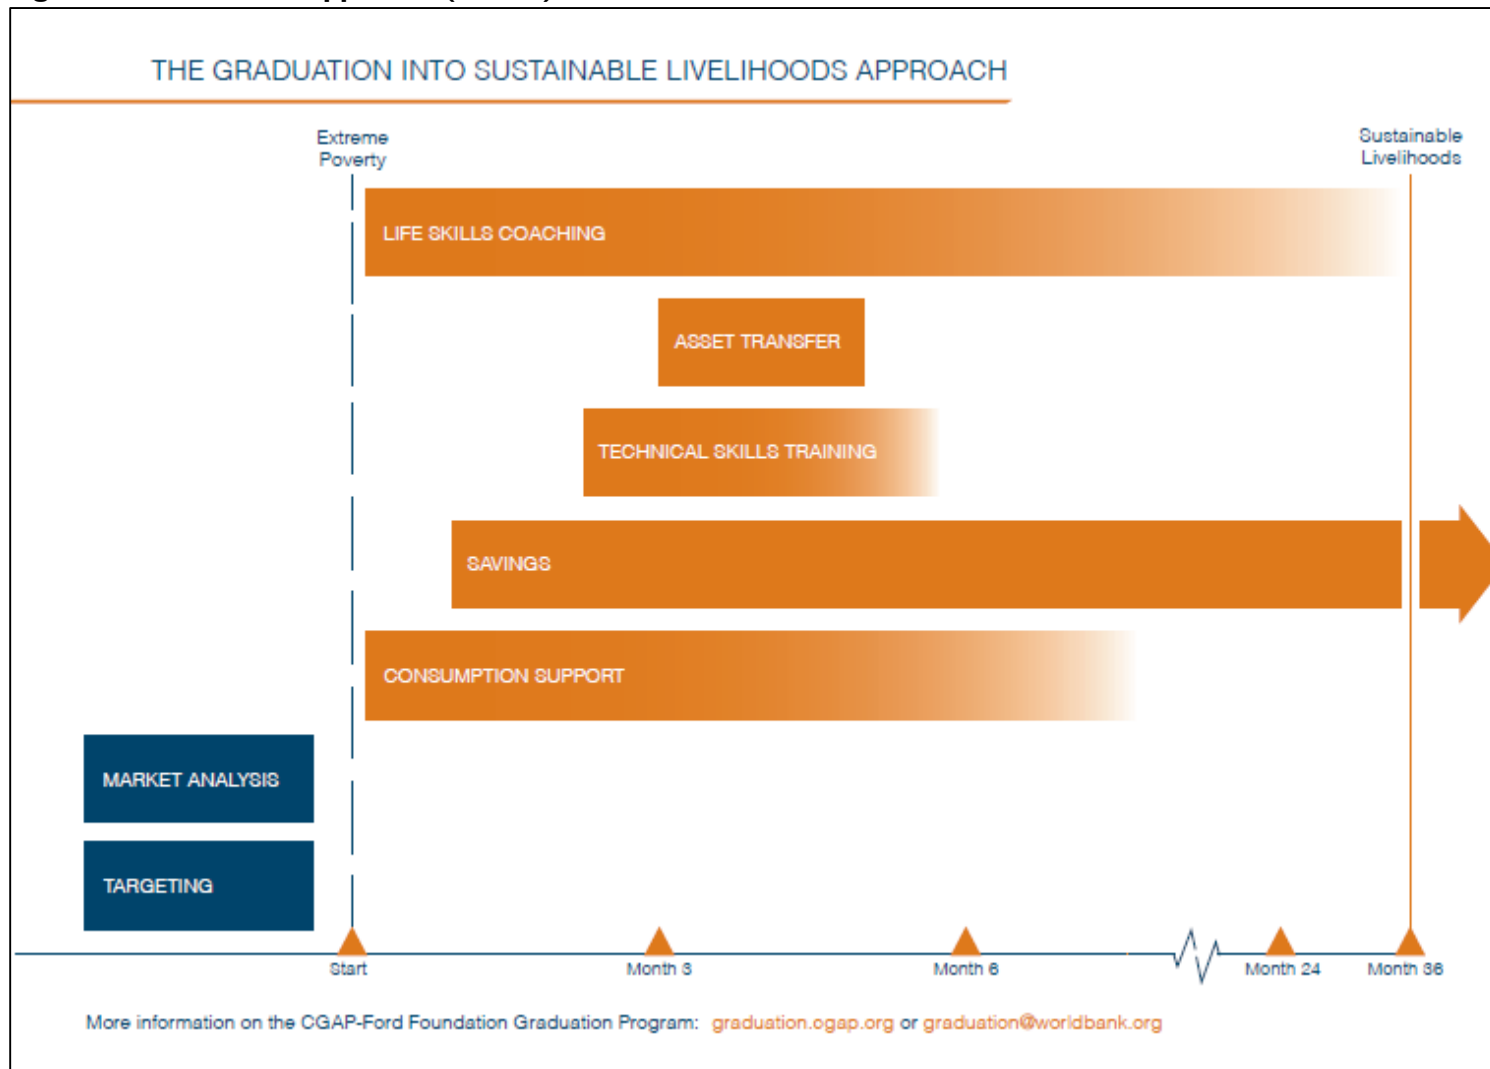 THE GRADUATION INTO SUSTAINABLE LIVELIHOODS APPROACH
Extreme
Poverty
Sustainable
Livelihoods
LIFE SKILLS COACHING
ASSET TRANSFER
TECHNICAL SKILLS TRAINING
SAVINGS
CONSUMPTION SUPPORT
MARKET ANALYSIS
TARGETING
Start
Month 3
Month 6
Month 24
Month 36
More information on the CGAP-Ford Foundation Graduation Program: graduation.cgap.org or graduation@worldbank.org